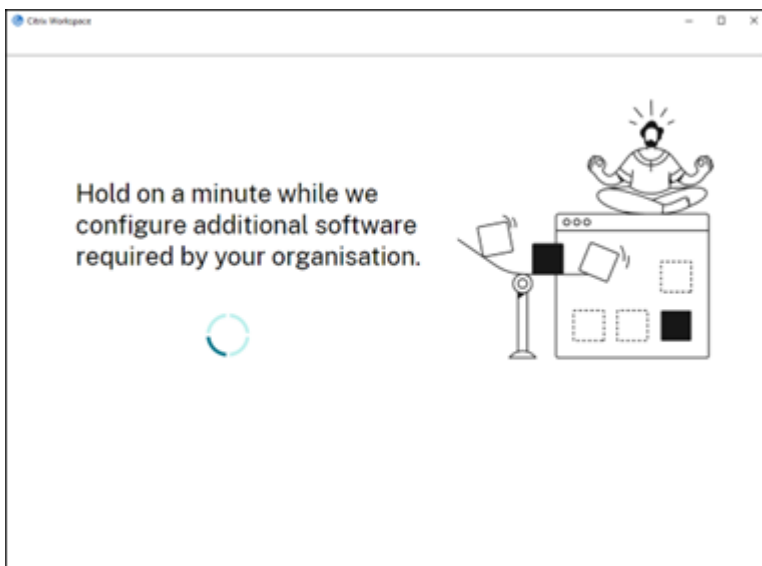 Citrix Workspace
Hold on a minute while we
configure additional software
required by your organisation.